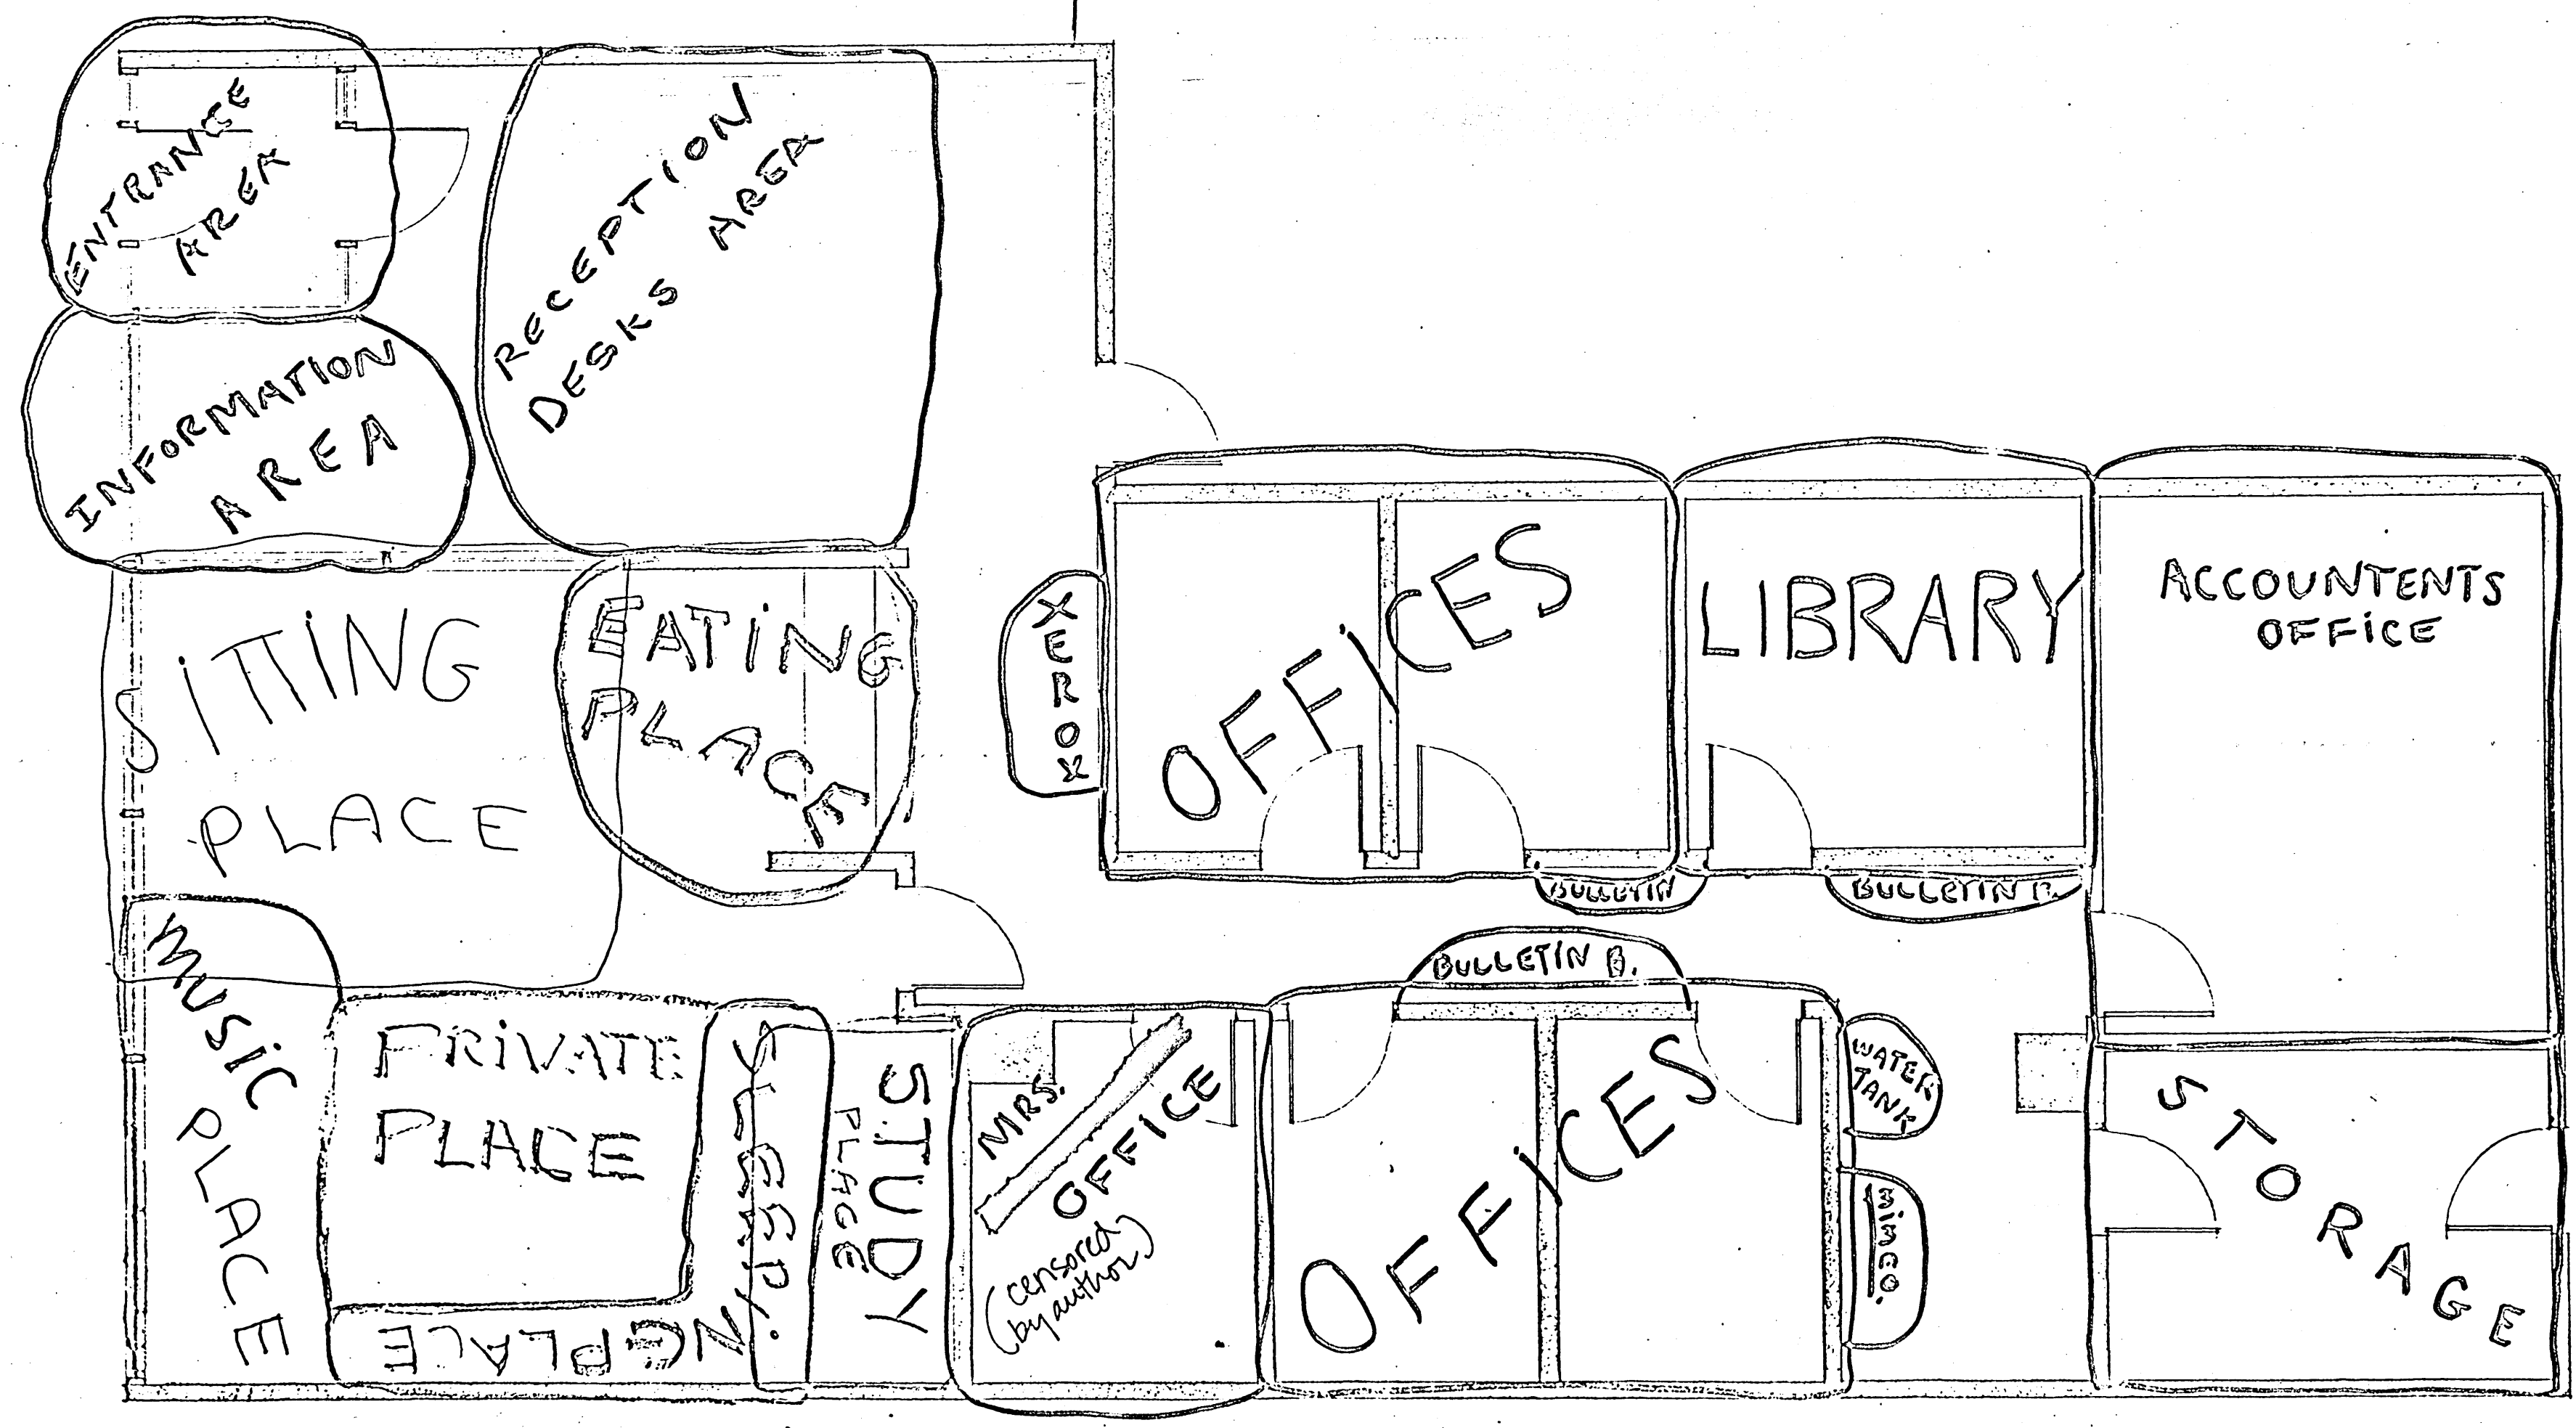 ENTRANCE
AREA
RECEPTION
DESKS AREA
INFORMATION
AREA
SITTING
PLACE
EATING
PLACE
XEROX
OFFICES
LIBRARY
ACCOUNTENTS
OFFICE
BULLETIN
BULLETIN B.
BULLETIN B.
MUSIC
PLACE
PRIVATE
PLACE
SLEEPING PLACE
STUDY
PLACE
MRS.
OFFICE
(censored
by author)
OFFICES
WATER
TANK
MIMEO.
STORAGE